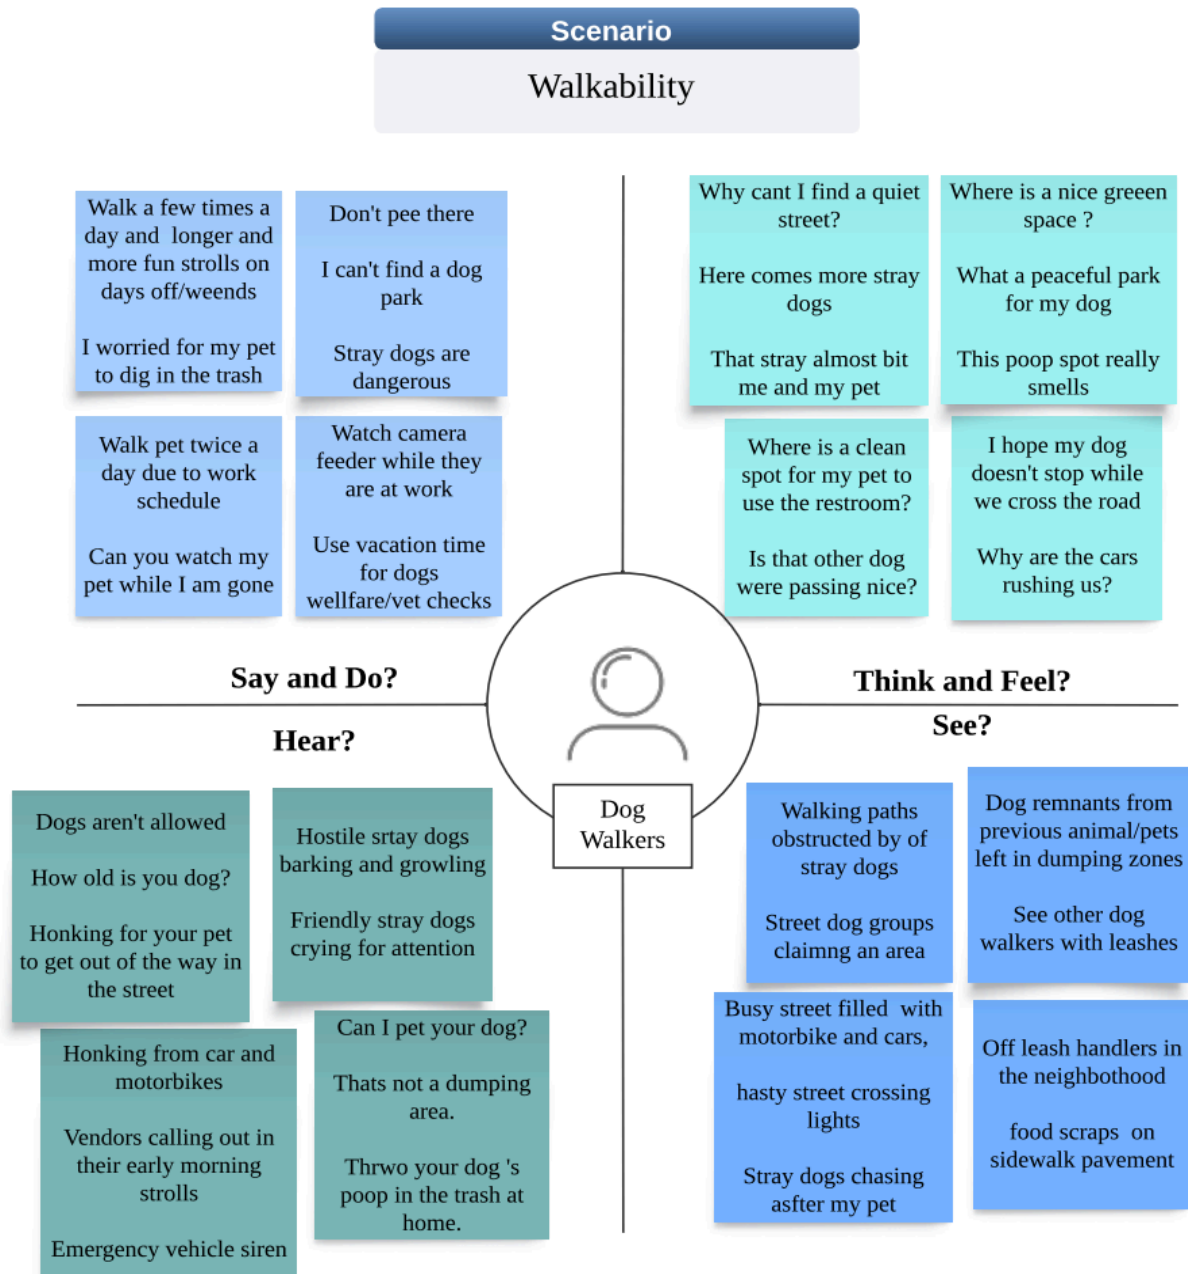 Scenario
Walkability
Walk a few times a
day and longer and
more fun strolls on
days off/weends
I worried for my pet
to dig in the trash
Don't pee there
I can't find a dog
park
Stray dogs are
dangerous
Walk pet twice a
day due to work
schedule
Can you watch my
pet while I am gone
Watch camera
feeder while they
are at work
Use vacation time
for dogs
wellfare/vet checks
Say and Do?
Why cant I find a quiet
street?
Here comes more stray
dogs
That stray almost bit
me and my pet
Where is a nice greeen
space ?
What a peaceful park
for my dog
This poop spot really
smells
Where is a clean
spot for my pet to
use the restroom?
Is that other dog
were passing nice?
I hope my dog
doesn't stop while
we cross the road
Why are the cars
rushing us?
Think and Feel?
Dog
Walkers
Hear?
Dogs aren't allowed
How old is you dog?
Honking for your pet
to get out of the way in
the street
Hostile srtay dogs
barking and growling
Friendly stray dogs
crying for attention
Honking from car and
motorbikes
Vendors calling out in
their early morning
strolls
Emergency vehicle siren
Can I pet your dog?
Thats not a dumping
area.
Thrwo your dog 's
poop in the trash at
home.
See?
Walking paths
obstructed by of
stray dogs
Street dog groups
claimng an area
Dog remnants from
previous animal/pets
left in dumping zones
See other dog
walkers with leashes
Busy street filled with
motorbike and cars,
hasty street crossing
lights
Stray dogs chasing
asfter my pet
Off leash handlers in
the neighbothood
food scraps on
sidewalk pavement